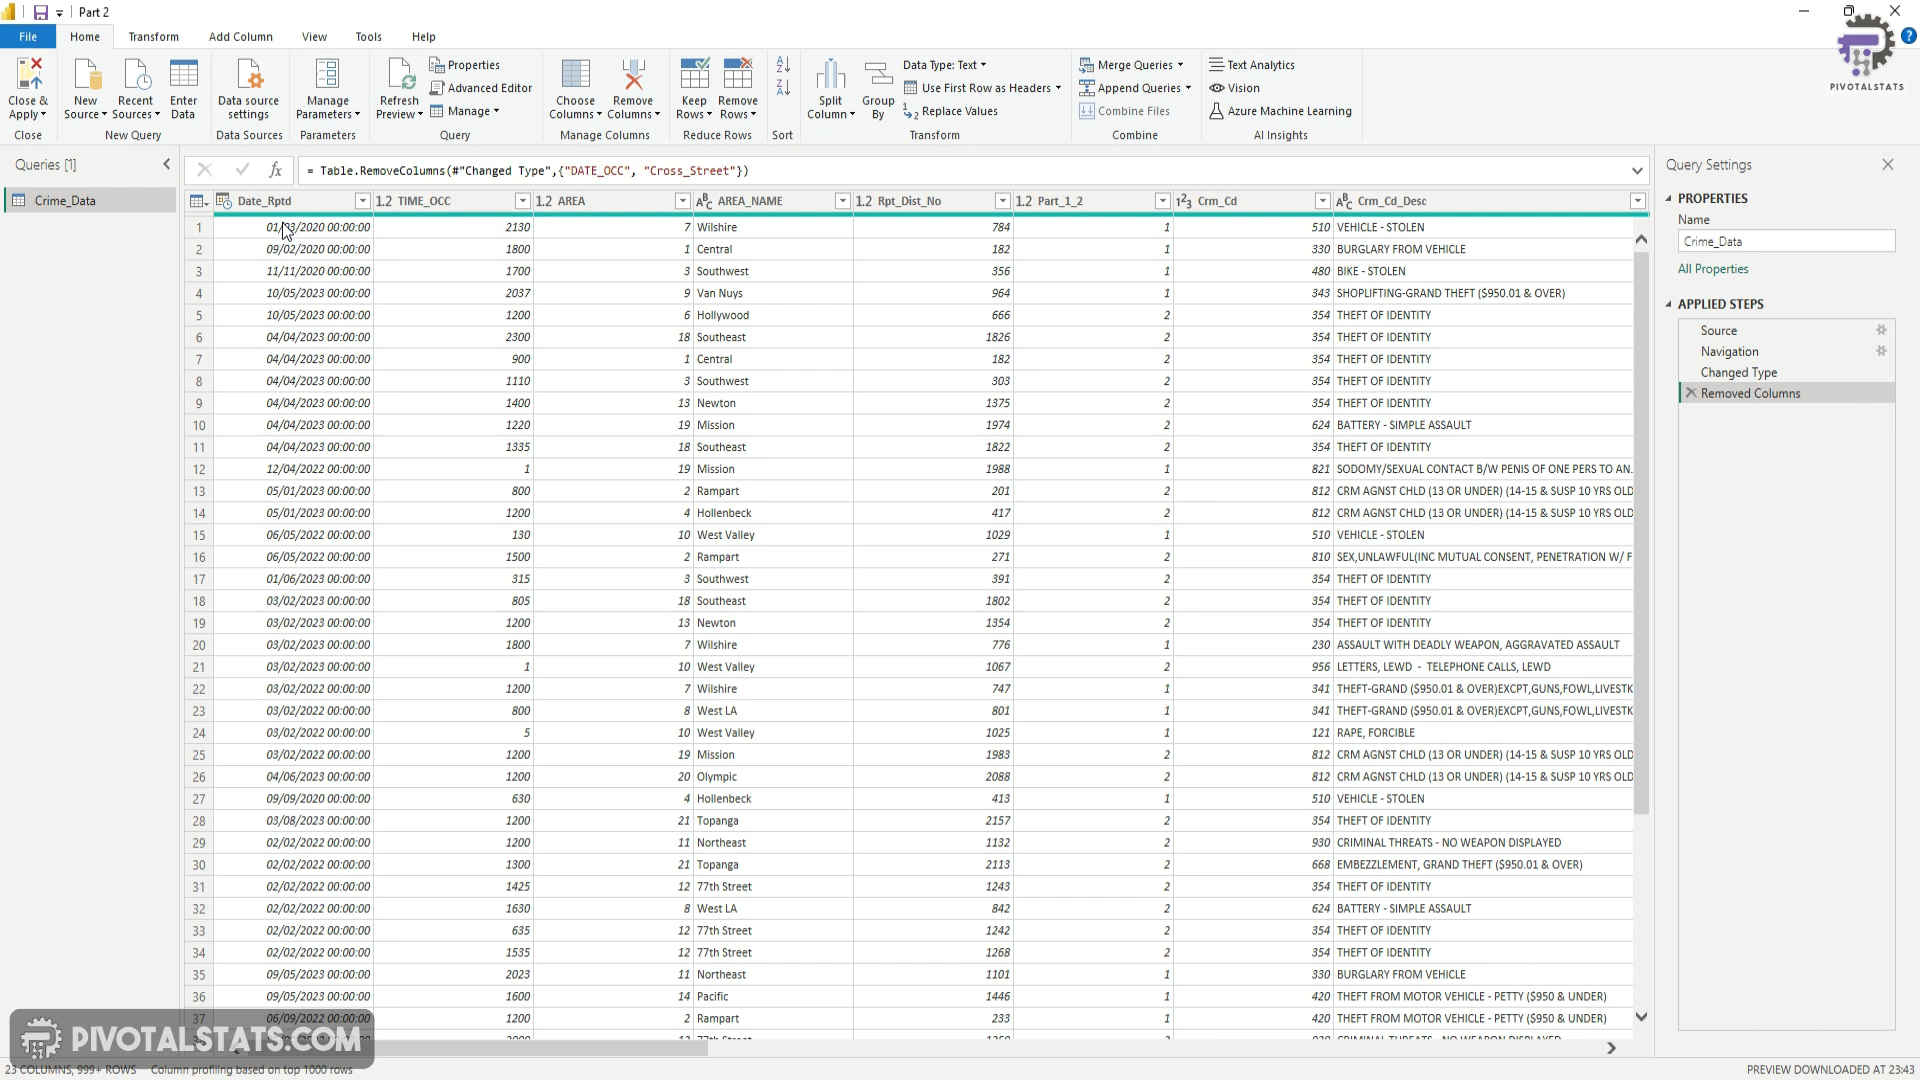 Part 2
File Home Transform Add Column View Tools Help
Close & Apply New Source Recent Sources Enter Data Data source settings Manage Parameters Refresh Preview Properties Advanced Editor Manage Choose Columns Remove Columns Keep Rows Remove Rows Split Column Group By Data Type: Text Use First Row as Headers Replace Values Merge Queries Append Queries Combine Files Text Analytics Vision Azure Machine Learning
PIVOTALSTATS
Close New Query Data Sources Parameters Query Manage Columns Reduce Rows Sort Transform Combine AI Insights
Queries [1]
= Table.RemoveColumns(#"Changed Type",{"DATE_OCC", "Cross_Street"})
Query Settings
Crime_Data
Date_Rptd 1.2 TIME_OCC 1.2 AREA ABC AREA_NAME 1.2 Rpt_Dist_No 1.2 Part_1_2 123 Crm_Cd ABC Crm_Cd_Desc
1 2130 7 Wilshire 784 1 510 VEHICLE - STOLEN
2 09/02/2020 00:00:00 1800 1 Central 182 1 330 BURGLARY FROM VEHICLE
3 11/11/2020 00:00:00 1700 3 Southwest 356 1 480 BIKE - STOLEN
4 10/05/2023 00:00:00 2037 9 Van Nuys 964 1 343 SHOPLIFTING-GRAND THEFT ($950.01 & OVER)
5 10/05/2023 00:00:00 1200 6 Hollywood 666 2 354 THEFT OF IDENTITY
6 04/04/2023 00:00:00 2300 18 Southeast 1826 2 354 THEFT OF IDENTITY
7 04/04/2023 00:00:00 900 1 Central 182 2 354 THEFT OF IDENTITY
8 04/04/2023 00:00:00 1110 3 Southwest 303 2 354 THEFT OF IDENTITY
9 04/04/2023 00:00:00 1400 13 Newton 1375 2 354 THEFT OF IDENTITY
10 04/04/2023 00:00:00 1220 19 Mission 1974 2 624 BATTERY - SIMPLE ASSAULT
11 04/04/2023 00:00:00 1335 18 Southeast 1822 2 354 THEFT OF IDENTITY
12 12/04/2022 00:00:00 1 19 Mission 1988 1 821 SODOMY/SEXUAL CONTACT B/W PENIS OF ONE PERS TO AN...
13 05/01/2023 00:00:00 800 2 Rampart 201 2 812 CRM AGNST CHLD (13 OR UNDER) (14-15 & SUSP 10 YRS OLD
14 05/01/2023 00:00:00 1200 4 Hollenbeck 417 2 812 CRM AGNST CHLD (13 OR UNDER) (14-15 & SUSP 10 YRS OLD
15 06/05/2022 00:00:00 130 10 West Valley 1029 1 510 VEHICLE - STOLEN
16 06/05/2022 00:00:00 1500 2 Rampart 271 2 810 SEX,UNLAWFUL(INC MUTUAL CONSENT, PENETRATION W/ F
17 01/06/2023 00:00:00 315 3 Southwest 391 2 354 THEFT OF IDENTITY
18 03/02/2023 00:00:00 805 18 Southeast 1802 2 354 THEFT OF IDENTITY
19 03/02/2023 00:00:00 1200 13 Newton 1354 2 354 THEFT OF IDENTITY
20 03/02/2023 00:00:00 1800 7 Wilshire 776 1 230 ASSAULT WITH DEADLY WEAPON, AGGRAVATED ASSAULT
21 03/02/2023 00:00:00 1 10 West Valley 1067 2 956 LETTERS, LEWD - TELEPHONE CALLS, LEWD
22 03/02/2022 00:00:00 1200 7 Wilshire 747 1 341 THEFT-GRAND ($950.01 & OVER)EXCPT,GUNS,FOWL,LIVESTK
23 03/02/2022 00:00:00 800 8 West LA 801 1 341 THEFT-GRAND ($950.01 & OVER)EXCPT,GUNS,FOWL,LIVESTK
24 03/02/2022 00:00:00 5 10 West Valley 1025 1 121 RAPE, FORCIBLE
25 03/02/2022 00:00:00 1200 19 Mission 1983 2 812 CRM AGNST CHLD (13 OR UNDER) (14-15 & SUSP 10 YRS OLD
26 04/06/2023 00:00:00 1200 20 Olympic 2088 2 812 CRM AGNST CHLD (13 OR UNDER) (14-15 & SUSP 10 YRS OLD
27 09/09/2020 00:00:00 630 4 Hollenbeck 413 1 510 VEHICLE - STOLEN
28 03/08/2023 00:00:00 1200 21 Topanga 2157 2 354 THEFT OF IDENTITY
29 02/02/2022 00:00:00 1200 11 Northeast 1132 2 930 CRIMINAL THREATS - NO WEAPON DISPLAYED
30 02/02/2022 00:00:00 1300 21 Topanga 2113 2 668 EMBEZZLEMENT, GRAND THEFT ($950.01 & OVER)
31 02/02/2022 00:00:00 1425 12 77th Street 1243 2 354 THEFT OF IDENTITY
32 02/02/2022 00:00:00 1630 8 West LA 842 2 624 BATTERY - SIMPLE ASSAULT
33 02/02/2022 00:00:00 635 12 77th Street 1242 2 354 THEFT OF IDENTITY
34 02/02/2022 00:00:00 1535 12 77th Street 1268 2 354 THEFT OF IDENTITY
35 09/05/2023 00:00:00 2023 11 Northeast 1101 1 330 BURGLARY FROM VEHICLE
36 09/05/2023 00:00:00 1600 14 Pacific 1446 1 420 THEFT FROM MOTOR VEHICLE - PETTY ($950 & UNDER)
37 06/09/2022 00:00:00 1200 2 Rampart 233 1 420 THEFT FROM MOTOR VEHICLE - PETTY ($950 & UNDER)
PROPERTIES
Name
Crime_Data
All Properties
APPLIED STEPS
Source
Navigation
Changed Type
Removed Columns
PIVOTALSTATS.COM
23 COLUMNS, 999+ ROWS Column profiling based on top 1000 rows
PREVIEW DOWNLOADED AT 23:43